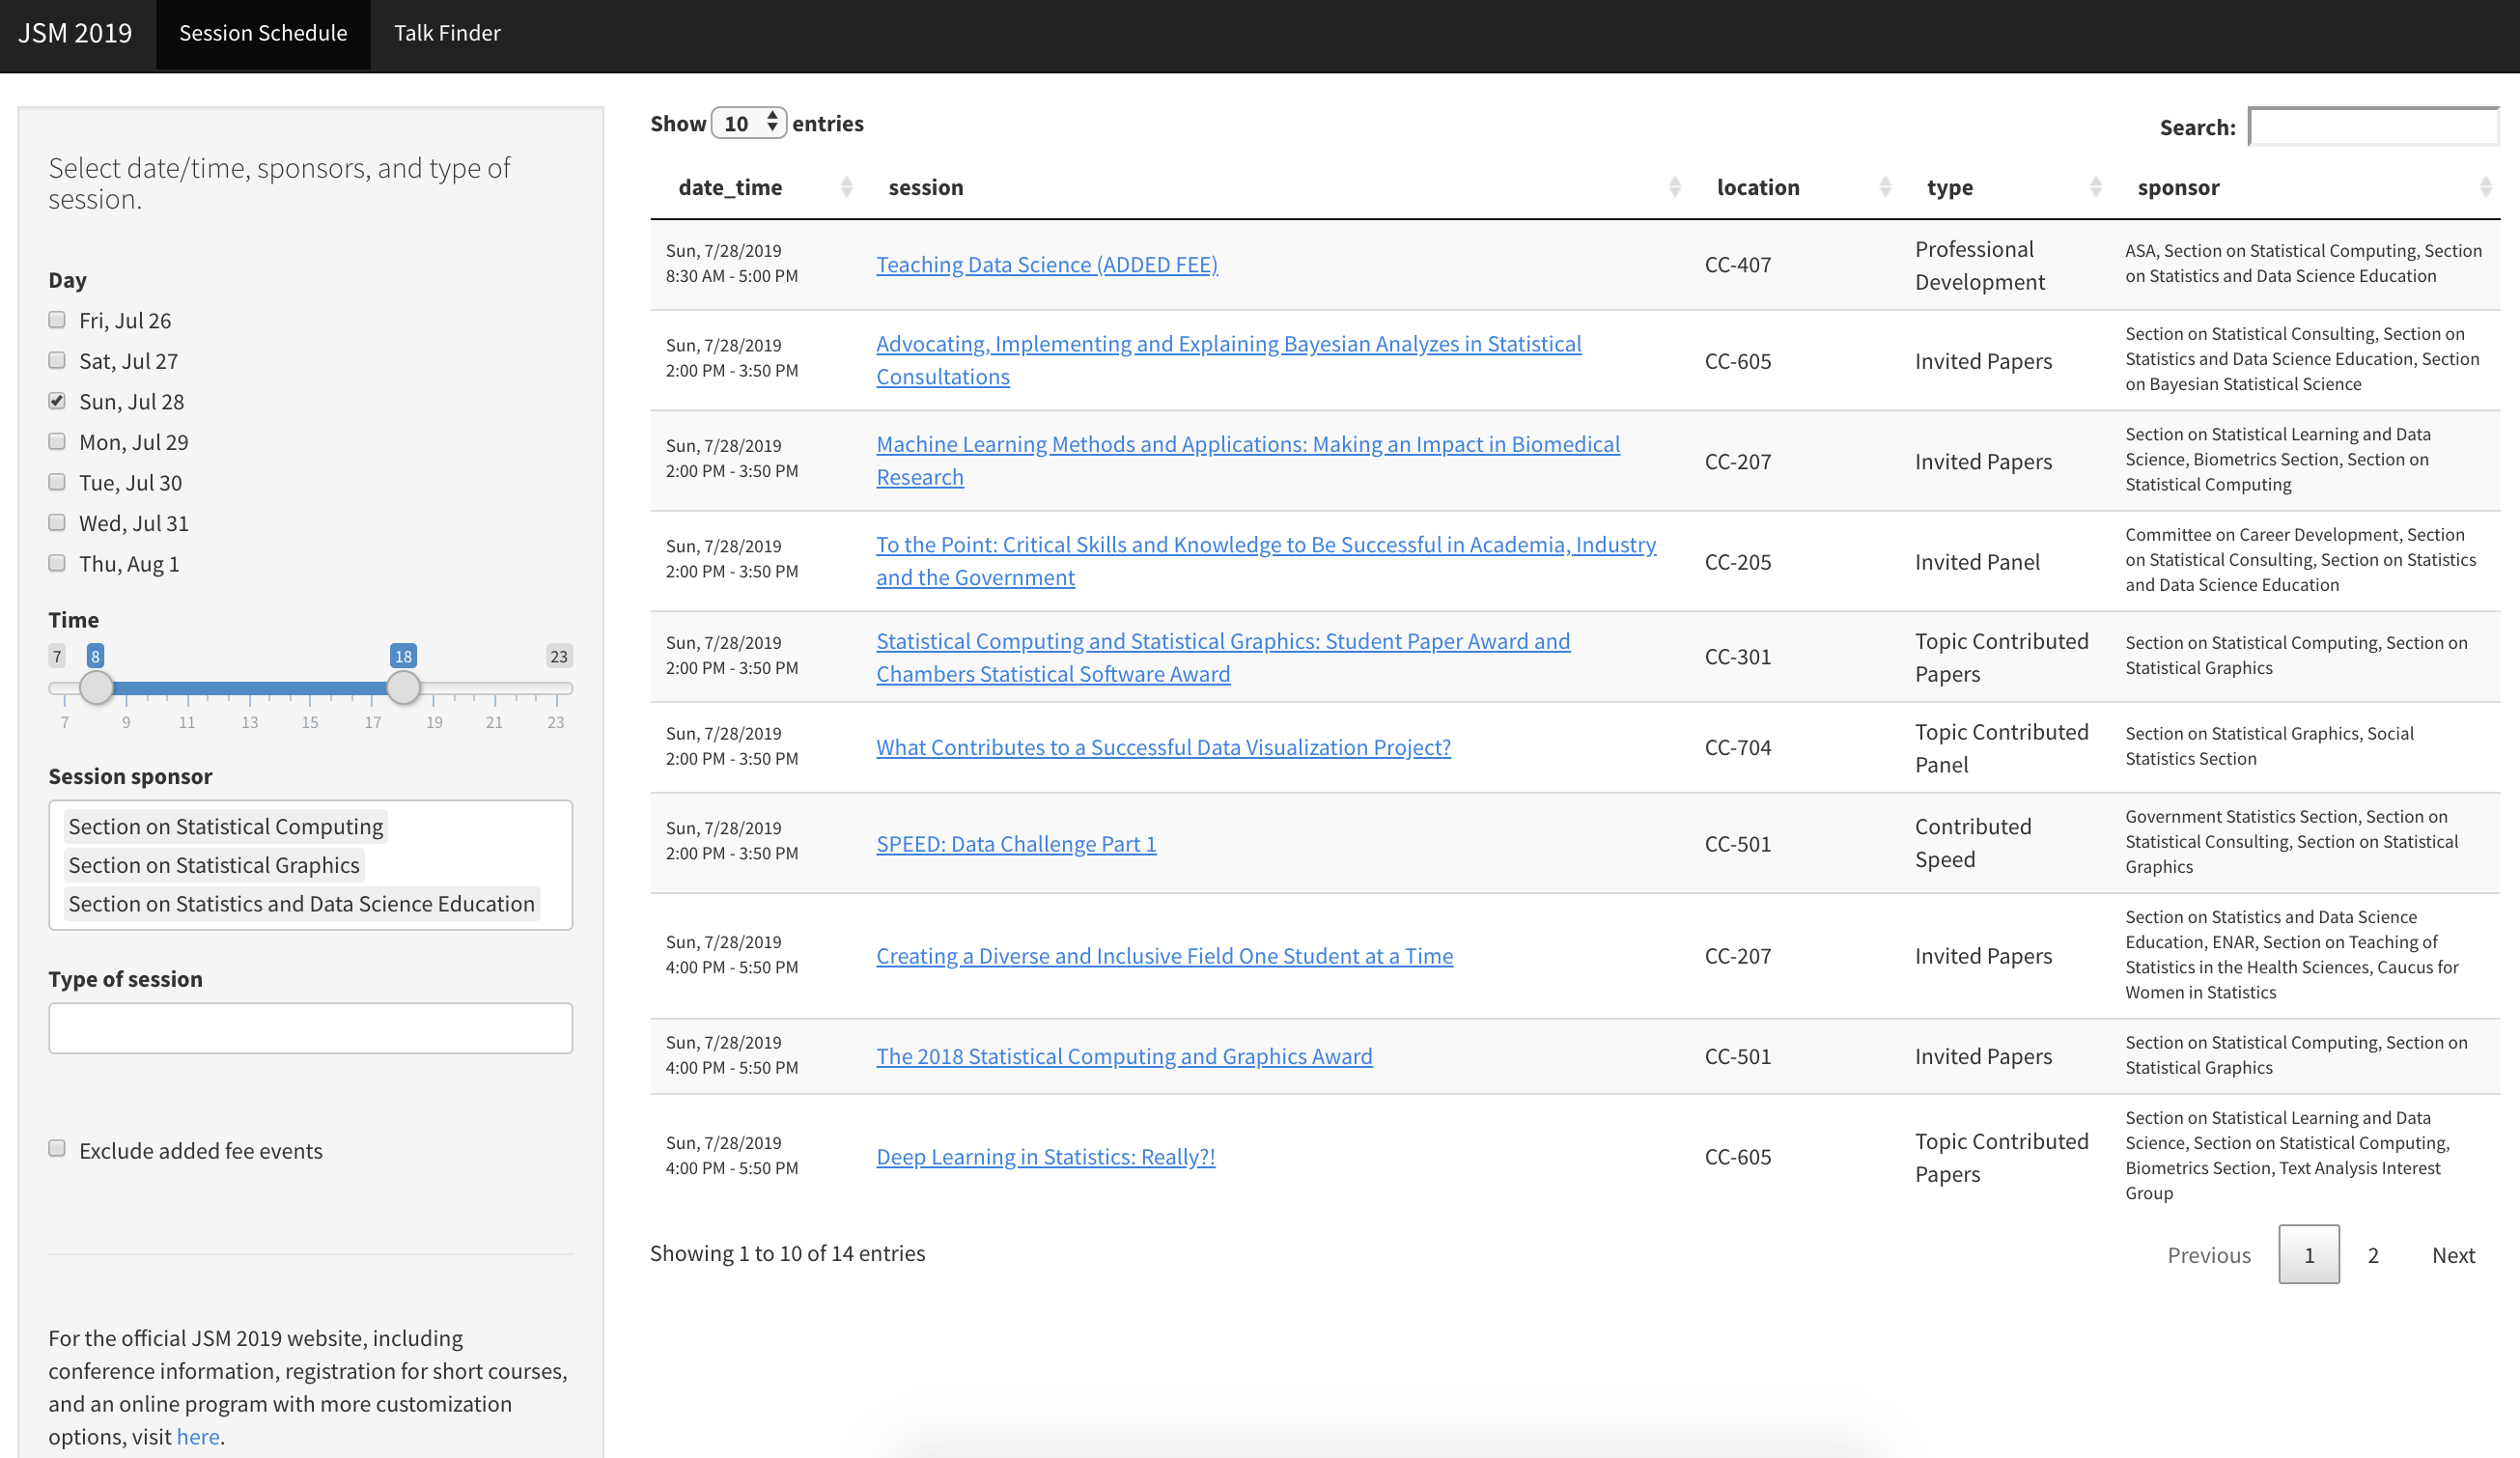 JSM 2019 Session Schedule Talk Finder
Select date/time, sponsors, and type of
session.
Day
Fri, Jul 26
Sat, Jul 27
Sun, Jul 28
Mon, Jul 29
Tue, Jul 30
Wed, Jul 31
Thu, Aug 1
Time
7 8 18 23
7 9 11 13 15 17 19 21 23
Session sponsor
Section on Statistical Computing
Section on Statistical Graphics
Section on Statistics and Data Science Education
Type of session
Exclude added fee events
For the official JSM 2019 website, including
conference information, registration for short courses,
and an online program with more customization
options, visit here.
Show 10 entries
Search:
date_time session location type sponsor
Sun, 7/28/2019
8:30 AM - 5:00 PM
Teaching Data Science (ADDED FEE)
CC-407
Professional
Development
ASA, Section on Statistical Computing, Section
on Statistics and Data Science Education
Sun, 7/28/2019
2:00 PM - 3:50 PM
Advocating, Implementing and Explaining Bayesian Analyzes in Statistical
Consultations
CC-605
Invited Papers
Section on Statistical Consulting, Section on
Statistics and Data Science Education, Section
on Bayesian Statistical Science
Sun, 7/28/2019
2:00 PM - 3:50 PM
Machine Learning Methods and Applications: Making an Impact in Biomedical
Research
CC-207
Invited Papers
Section on Statistical Learning and Data
Science, Biometrics Section, Section on
Statistical Computing
Sun, 7/28/2019
2:00 PM - 3:50 PM
To the Point: Critical Skills and Knowledge to Be Successful in Academia, Industry
and the Government
CC-205
Invited Panel
Committee on Career Development, Section
on Statistical Consulting, Section on Statistics
and Data Science Education
Sun, 7/28/2019
2:00 PM - 3:50 PM
Statistical Computing and Statistical Graphics: Student Paper Award and
Chambers Statistical Software Award
CC-301
Topic Contributed
Papers
Section on Statistical Computing, Section on
Statistical Graphics
Sun, 7/28/2019
2:00 PM - 3:50 PM
What Contributes to a Successful Data Visualization Project?
CC-704
Topic Contributed
Panel
Section on Statistical Graphics, Social
Statistics Section
Sun, 7/28/2019
2:00 PM - 3:50 PM
SPEED: Data Challenge Part 1
CC-501
Contributed
Speed
Government Statistics Section, Section on
Statistical Consulting, Section on Statistical
Graphics
Sun, 7/28/2019
4:00 PM - 5:50 PM
Creating a Diverse and Inclusive Field One Student at a Time
CC-207
Invited Papers
Section on Statistics and Data Science
Education, ENAR, Section on Teaching of
Statistics in the Health Sciences, Caucus for
Women in Statistics
Sun, 7/28/2019
4:00 PM - 5:50 PM
The 2018 Statistical Computing and Graphics Award
CC-501
Invited Papers
Section on Statistical Computing, Section on
Statistical Graphics
Sun, 7/28/2019
4:00 PM - 5:50 PM
Deep Learning in Statistics: Really?!
CC-605
Topic Contributed
Papers
Section on Statistical Learning and Data
Science, Section on Statistical Computing,
Biometrics Section, Text Analysis Interest
Group
Showing 1 to 10 of 14 entries
Previous 1 2 Next